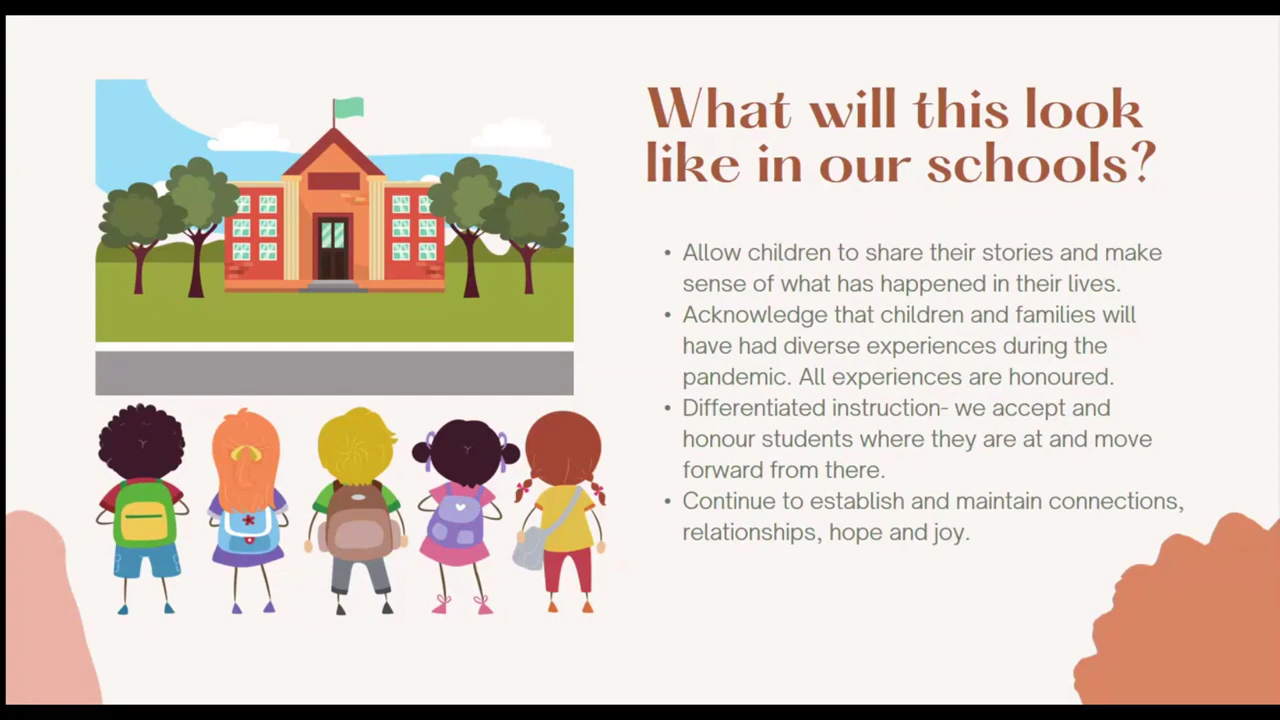 What will this look
like in our schools?
• Allow children to share their stories and make
sense of what has happened in their lives.
• Acknowledge that children and families will
have had diverse experiences during the
pandemic. All experiences are honoured.
• Differentiated instruction- we accept and
honour students where they are at and move
forward from there.
• Continue to establish and maintain connections,
relationships, hope and joy.